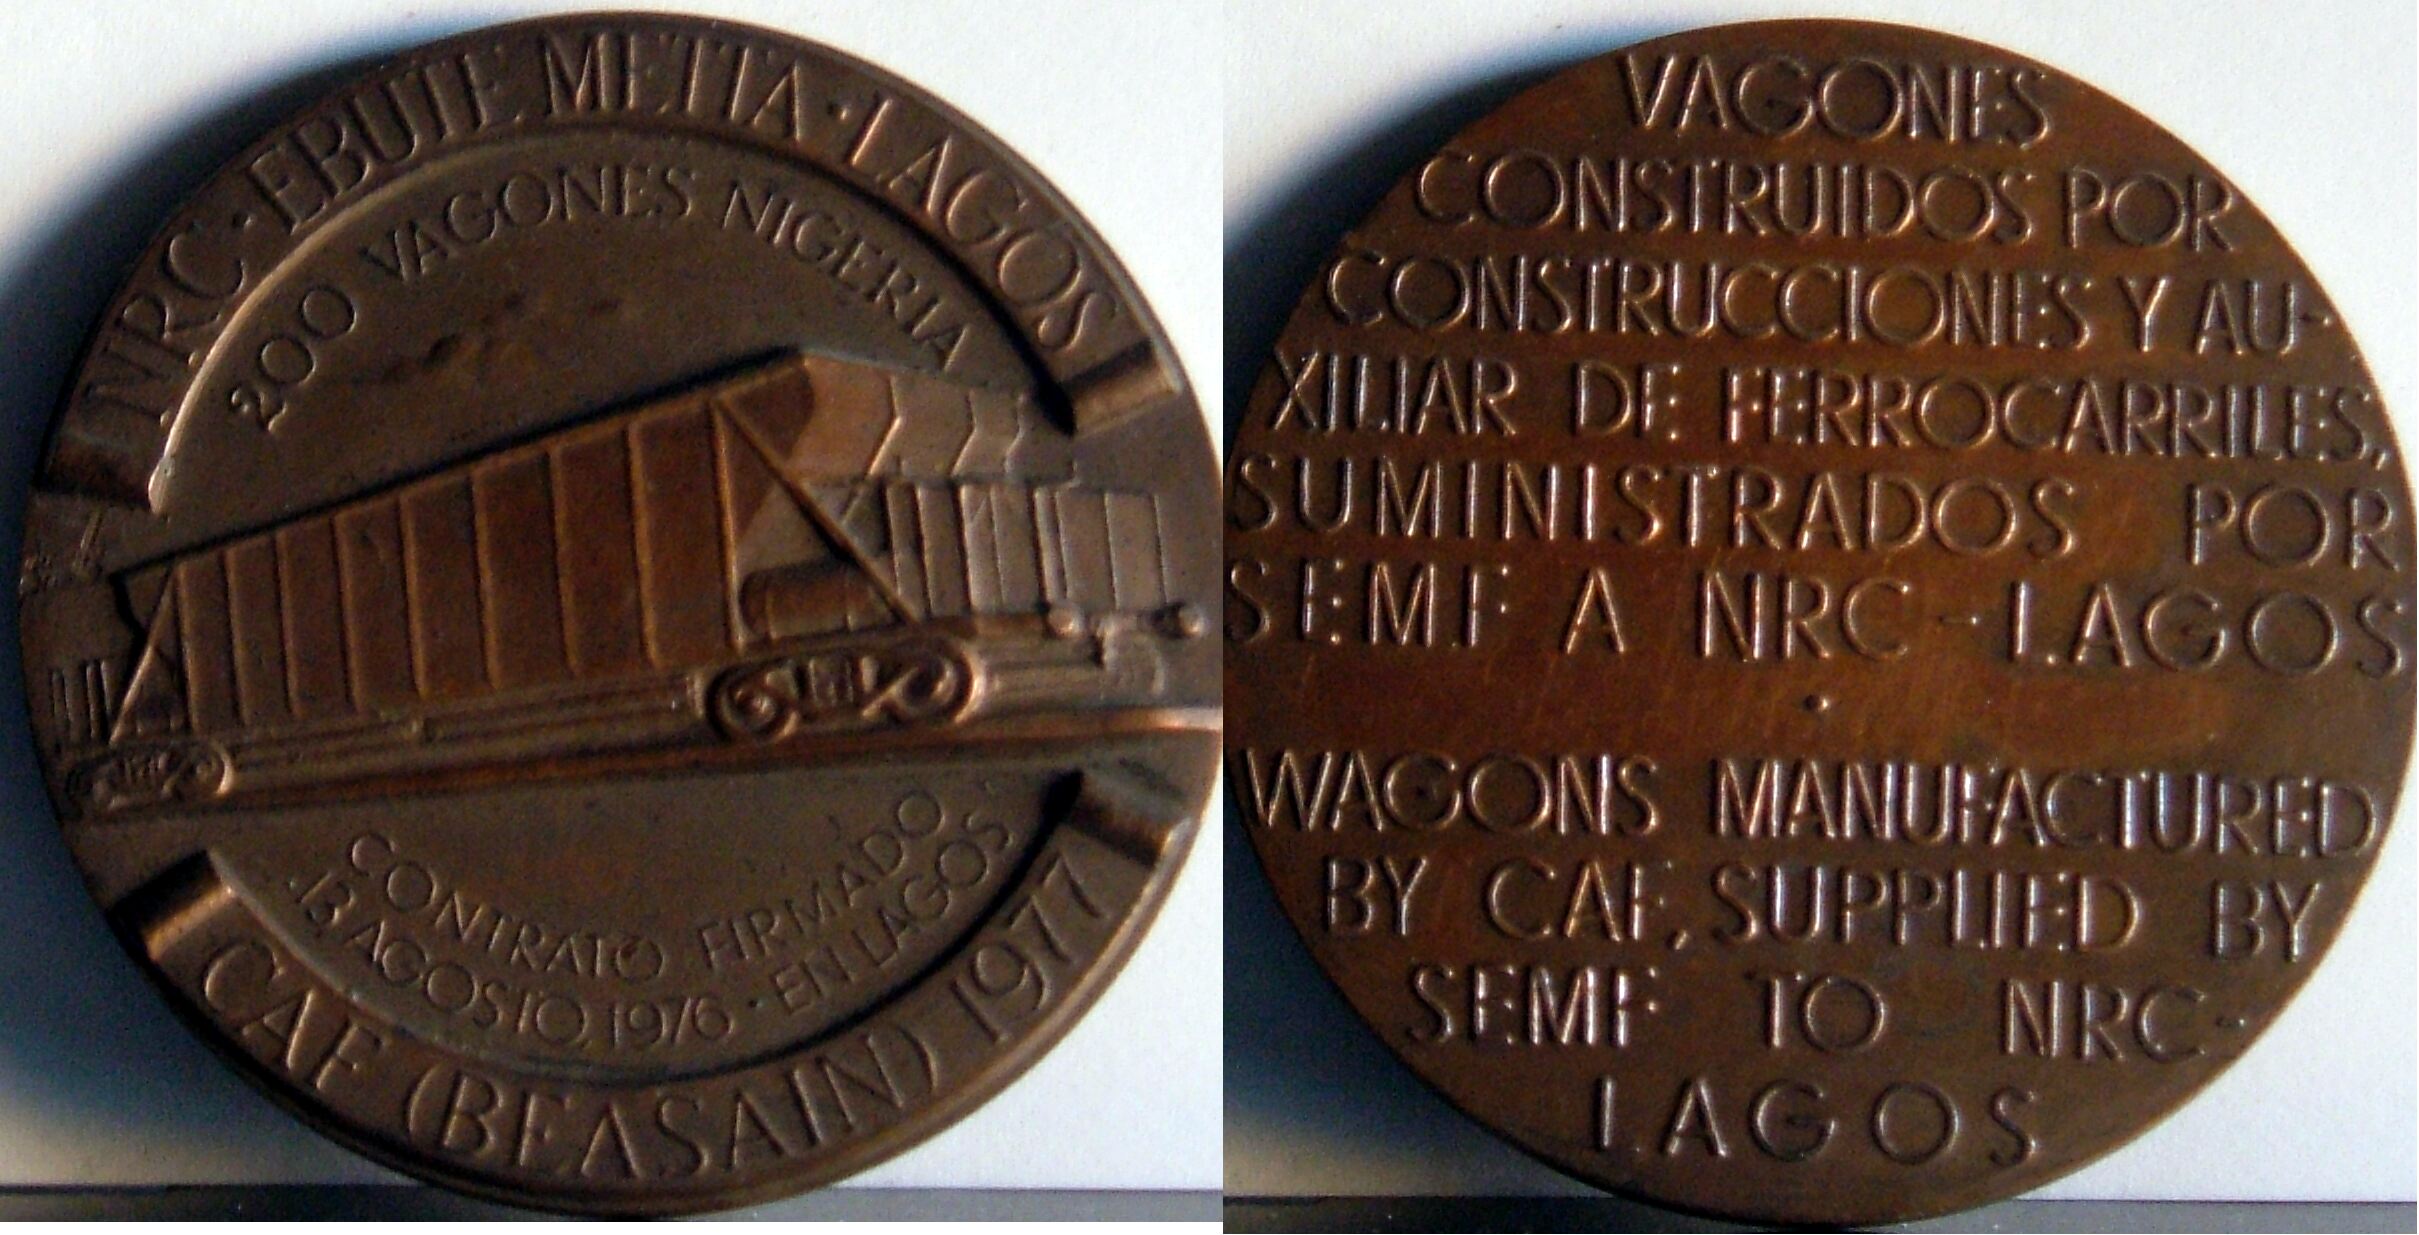 NRC · EBUTE METTA · LAGOS
200 VAGONES NIGERIA
CONTRATO FIRMADO
13, AGOSTO, 1976 · EN LAGOS
CAF (BEASAIN) 1977
VAGONES
CONSTRUIDOS POR
CONSTRUCCIONES Y AU-
XILIAR DE FERROCARRILES,
SUMINISTRADOS POR
SEMF A NRC - LAGOS
·
WAGONS MANUFACTURED
BY CAF, SUPPLIED BY
SEMF TO NRC -
LAGOS